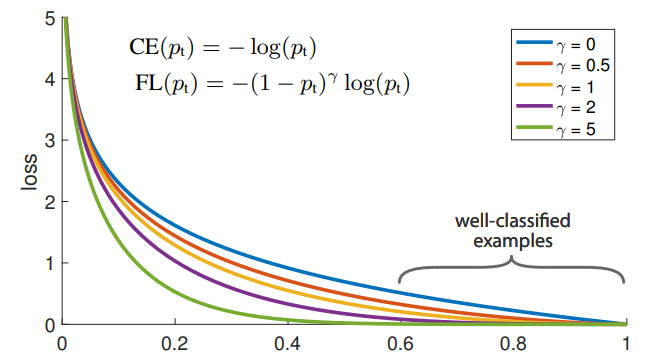 CE(pt) = − log(pt)
FL(pt) = −(1 − pt)^γ log(pt)
γ = 0
γ = 0.5
γ = 1
γ = 2
γ = 5
well-classified
examples
loss
5
4
3
2
1
0
0 0.2 0.4 0.6 0.8 1